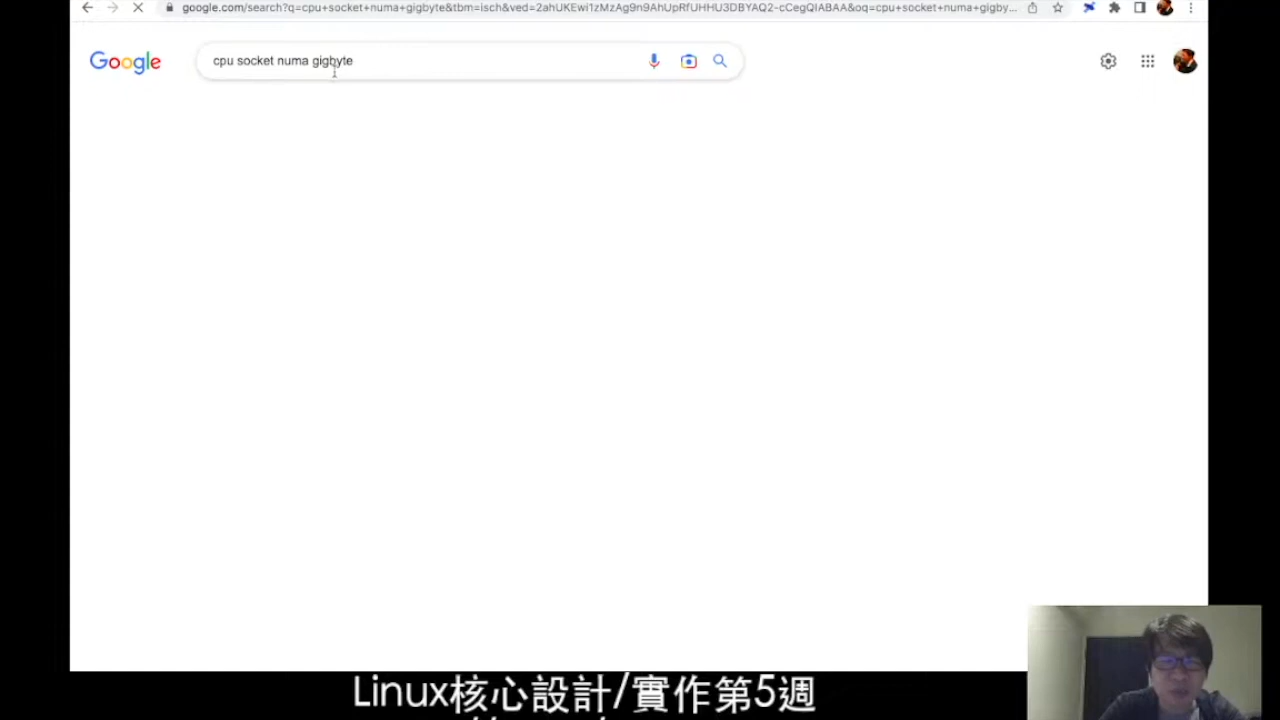 google.com/search?q=cpu+socket+numa+gigbyte&tbm=isch&ved=2ahUKEwi1zMzAg9n9AhUpRfUHHU3DBYAQ2-cCegQIABAA&oq=cpu+socket+numa+gigby...
Google
cpu socket numa gigbyte
Linux核心設計/實作第5週